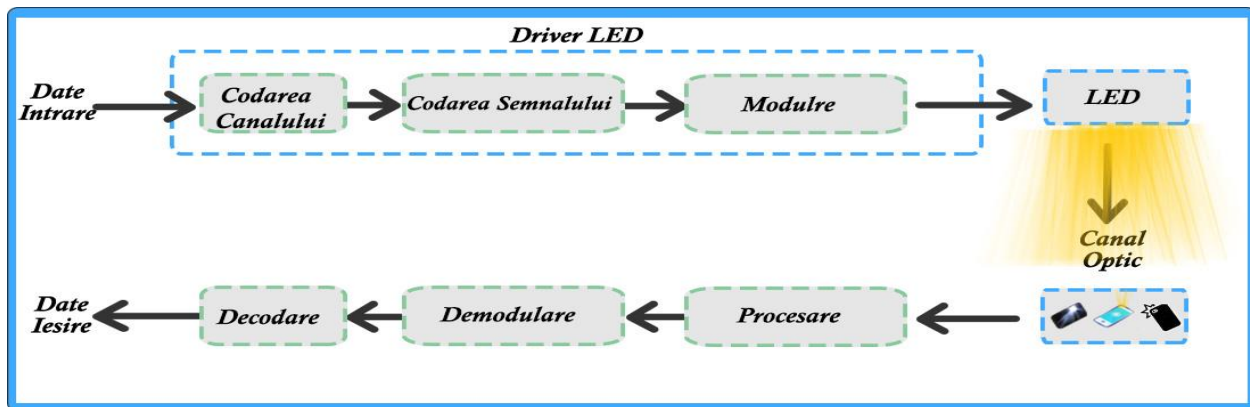 Driver LED
Date
Intrare
Codarea
Canalului
Codarea Semnalului
Modulre
LED
Canal
Optic
Date
Iesire
Decodare
Demodulare
Procesare